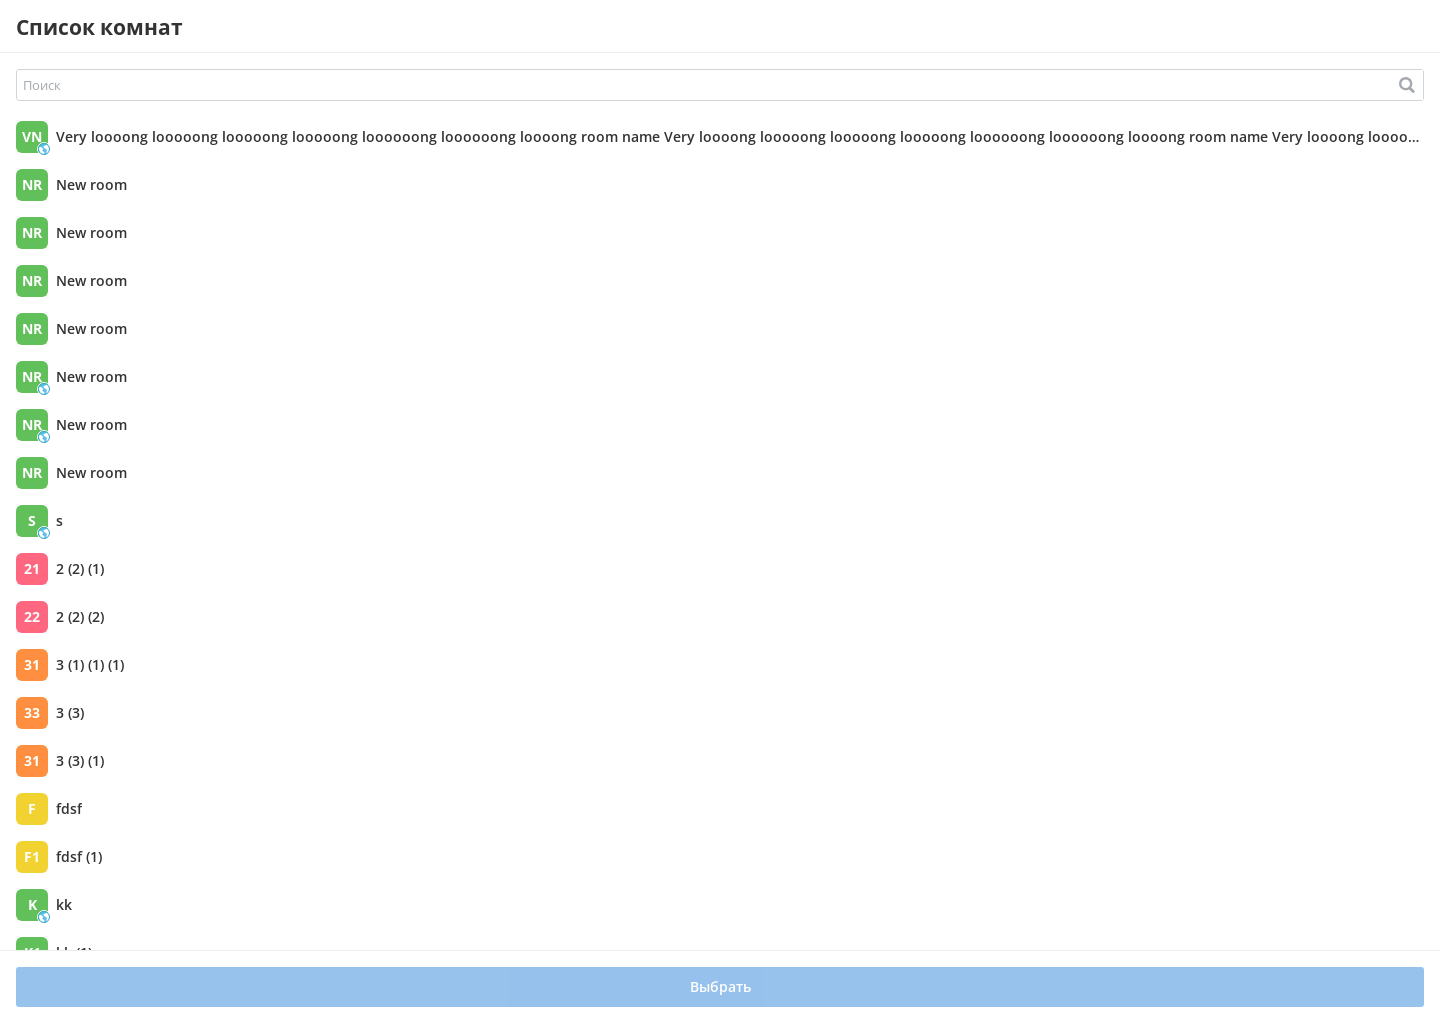 Список комнат
Поиск
VN Very loooong looooong looooong looooong loooooong loooooong loooong room name Very loooong looooong looooong looooong loooooong loooooong loooong room name Very loooong loooo...
NR New room
NR New room
NR New room
NR New room
NR New room
NR New room
NR New room
S s
21 2 (2) (1)
22 2 (2) (2)
31 3 (1) (1) (1)
33 3 (3)
31 3 (3) (1)
F fdsf
F1 fdsf (1)
K kk
Выбрать